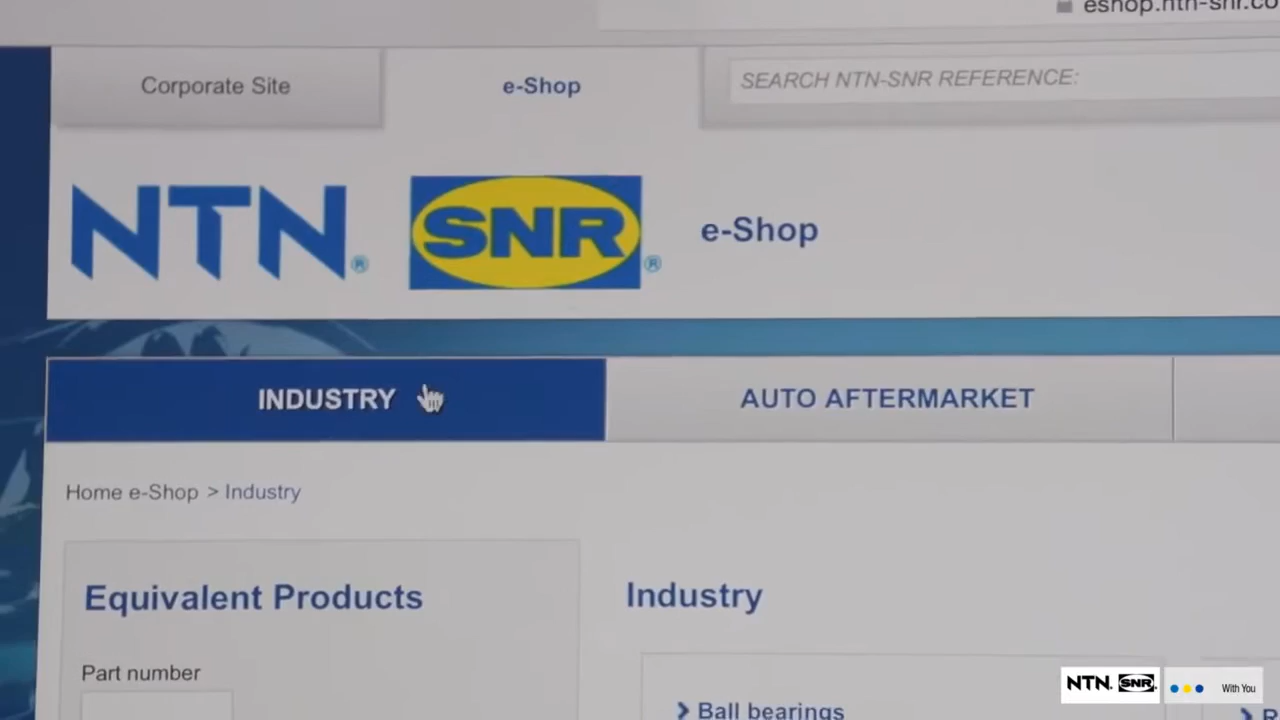 eshop.ntn-snr.co
Corporate Site
e-Shop
SEARCH NTN-SNR REFERENCE:
NTN® SNR® e-Shop
INDUSTRY
AUTO AFTERMARKET
Home e-Shop > Industry
Equivalent Products
Industry
Part number
Ball bearings
NTN. SNR. With You